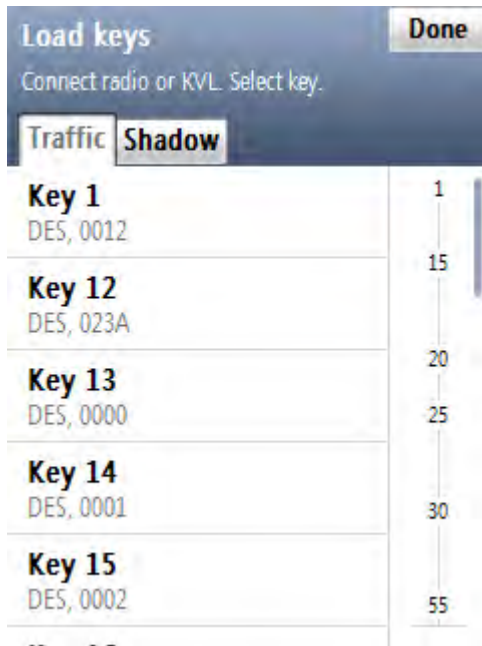 Load keys
Done
Connect radio or KVL. Select key.
Traffic Shadow
Key 1
DES, 0012
Key 12
DES, 023A
Key 13
DES, 0000
Key 14
DES, 0001
Key 15
DES, 0002
1
15
20
25
30
55